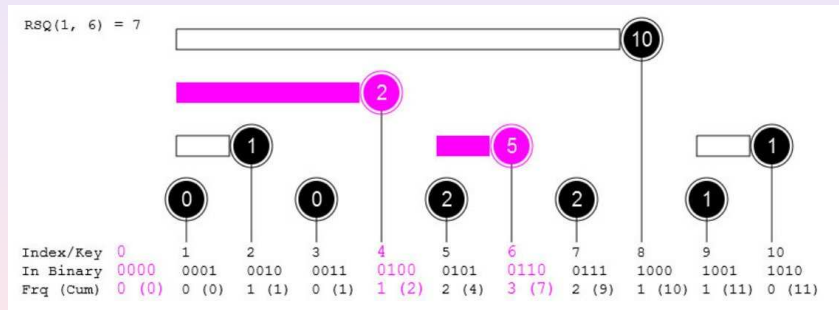 RSQ(1, 6) = 7
10
2
1 5 1
0 0 2 2 1
Index/Key 0 1 2 3 4 5 6 7 8 9 10
In Binary 0000 0001 0010 0011 0100 0101 0110 0111 1000 1001 1010
Frq (Cum) 0 (0) 0 (0) 1 (1) 0 (1) 1 (2) 2 (4) 3 (7) 2 (9) 1 (10) 1 (11) 0 (11)